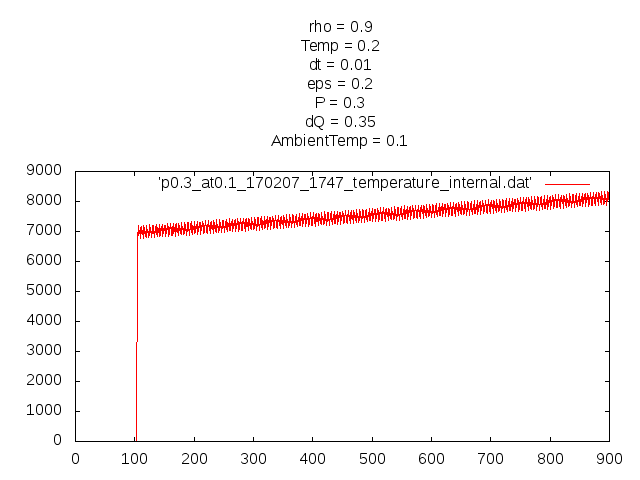 rho = 0.9
Temp = 0.2
dt = 0.01
eps = 0.2
P = 0.3
dQ = 0.35
AmbientTemp = 0.1
'p0.3_at0.1_170207_1747_temperature_internal.dat'
9000
8000
7000
6000
5000
4000
3000
2000
1000
0
0 100 200 300 400 500 600 700 800 900